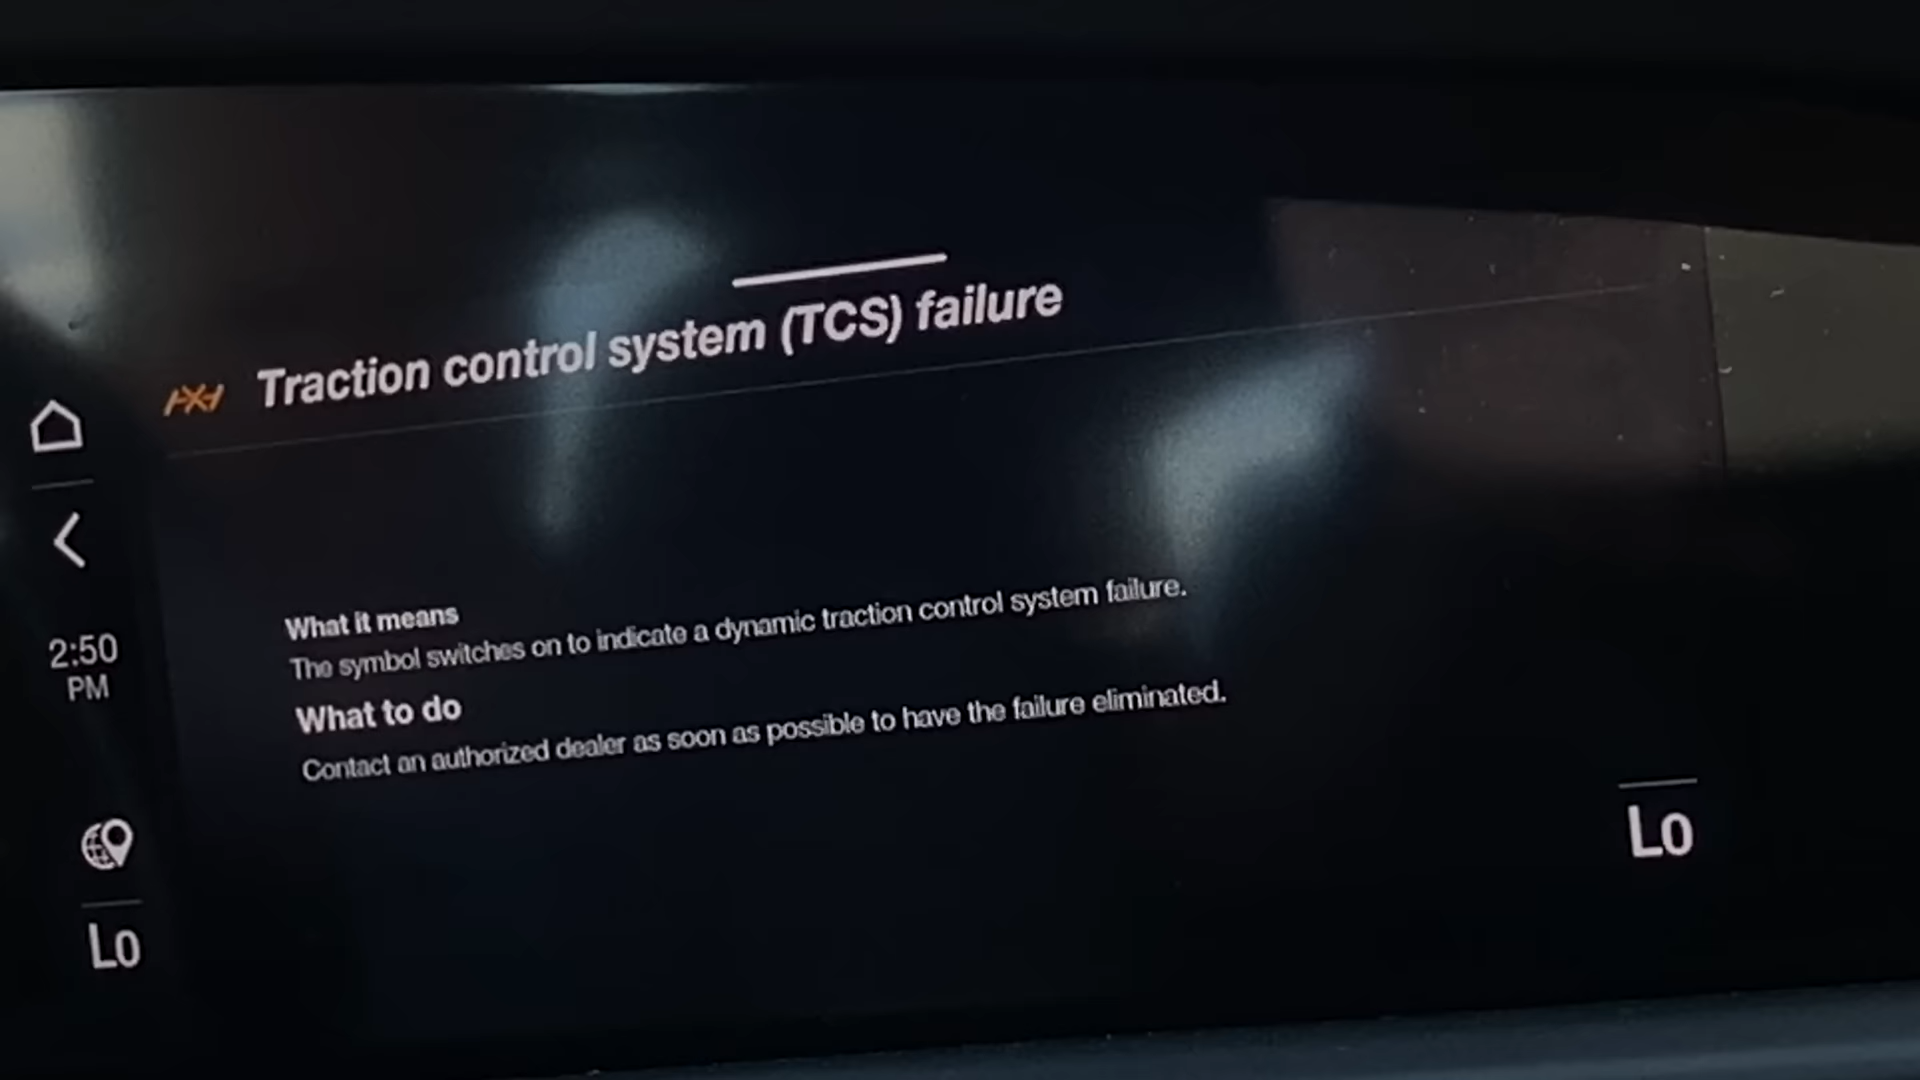 Traction control system (TCS) failure
What it means
The symbol switches on to indicate a dynamic traction control system failure.
What to do
Contact an authorized dealer as soon as possible to have the failure eliminated.
2:50
PM
Lo
Lo